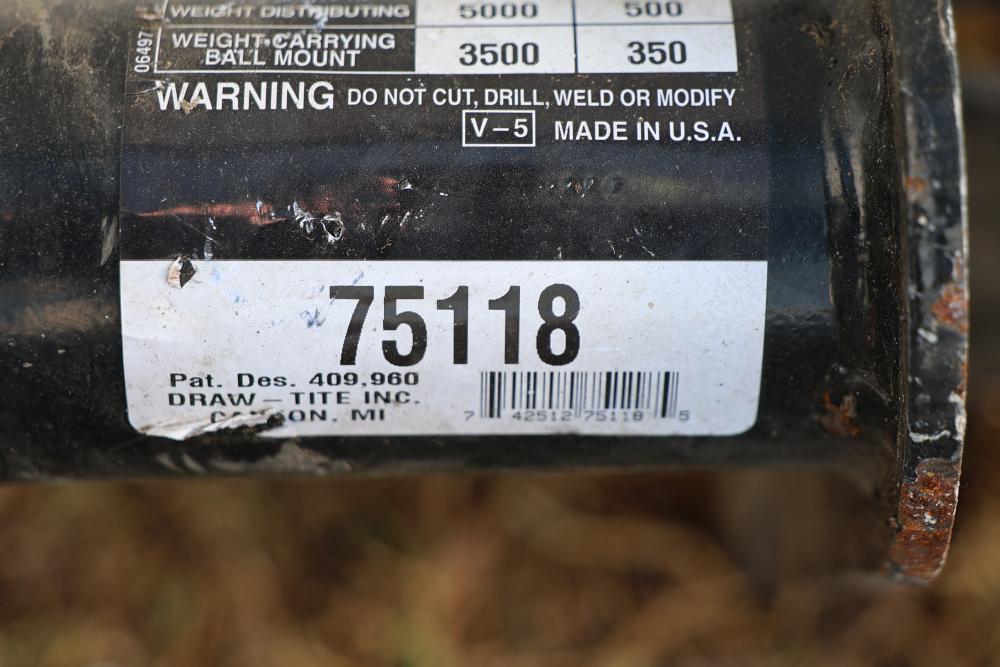 WEIGHT DISTRIBUTING 5000 500
06497
WEIGHT-CARRYING BALL MOUNT 3500 350
WARNING DO NOT CUT, DRILL, WELD OR MODIFY
V-5 MADE IN U.S.A.
75118
Pat. Des. 409,960
DRAW-TITE INC.
MI
7 42512 75118 5